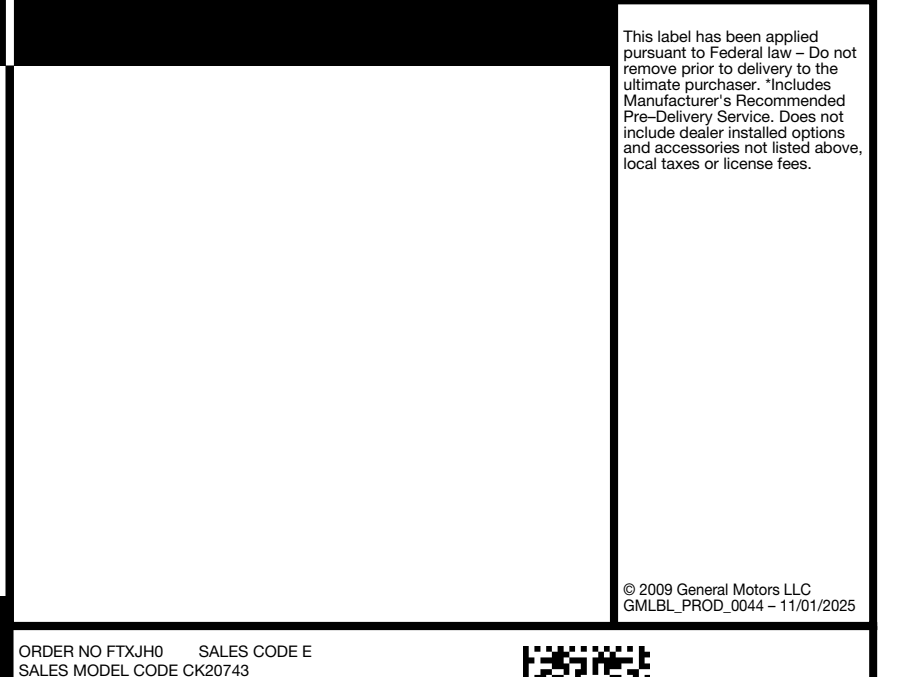 This label has been applied
pursuant to Federal law – Do not
remove prior to delivery to the
ultimate purchaser. *Includes
Manufacturer's Recommended
Pre–Delivery Service. Does not
include dealer installed options
and accessories not listed above,
local taxes or license fees.
© 2009 General Motors LLC
GMLBL_PROD_0044 – 11/01/2025
ORDER NO FTXJH0 SALES CODE E
SALES MODEL CODE CK20743